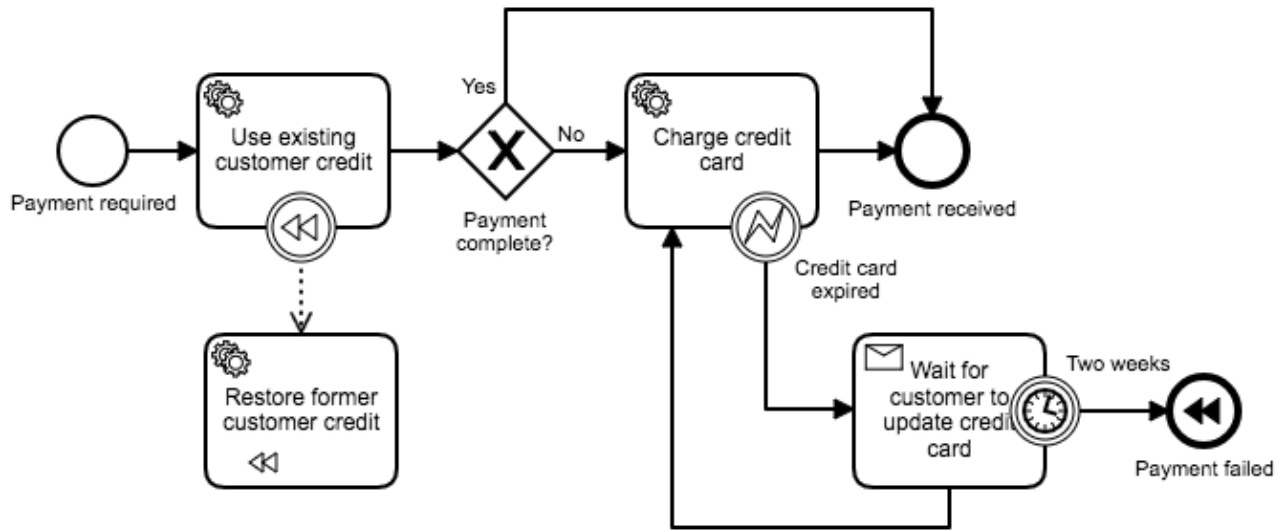 Yes
Use existing
customer credit
No
Charge credit
card
Payment required
Payment
complete?
Payment received
Credit card
expired
Restore former
customer credit
Wait for
customer to
update credit
card
Two weeks
Payment failed